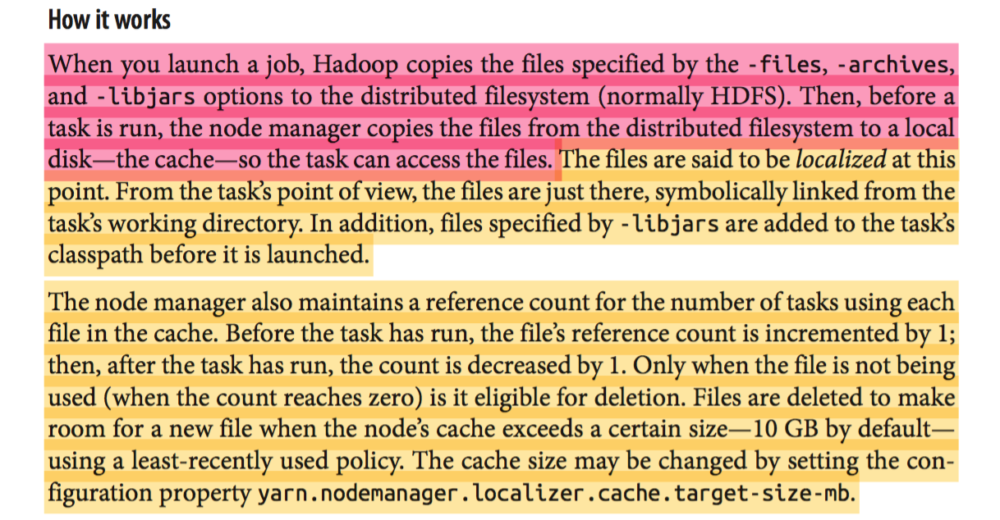 How it works
When you launch a job, Hadoop copies the files specified by the -files, -archives,
and -libjars options to the distributed filesystem (normally HDFS). Then, before a
task is run, the node manager copies the files from the distributed filesystem to a local
disk—the cache—so the task can access the files. The files are said to be localized at this
point. From the task’s point of view, the files are just there, symbolically linked from the
task’s working directory. In addition, files specified by -libjars are added to the task’s
classpath before it is launched.
The node manager also maintains a reference count for the number of tasks using each
file in the cache. Before the task has run, the file’s reference count is incremented by 1;
then, after the task has run, the count is decreased by 1. Only when the file is not being
used (when the count reaches zero) is it eligible for deletion. Files are deleted to make
room for a new file when the node’s cache exceeds a certain size—10 GB by default—
using a least-recently used policy. The cache size may be changed by setting the con-
figuration property yarn.nodemanager.localizer.cache.target-size-mb.